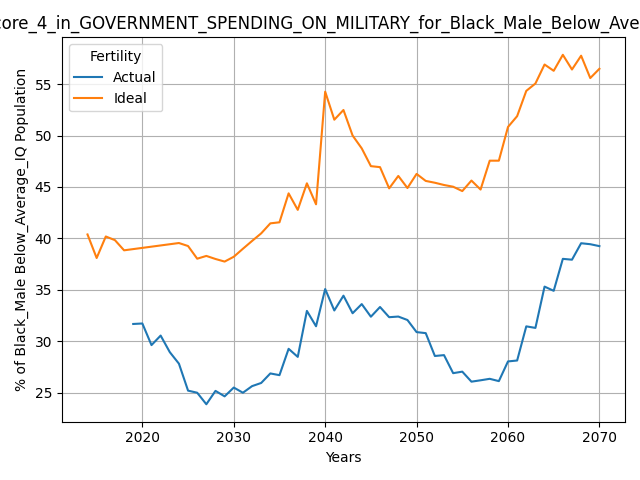 core_4_in_GOVERNMENT_SPENDING_ON_MILITARY_for_Black_Male_Below_Ave
Fertility
Actual
Ideal
% of Black_Male Below_Average_IQ Population
55
50
45
40
35
30
25
2020
2030
2040
2050
2060
2070
Years